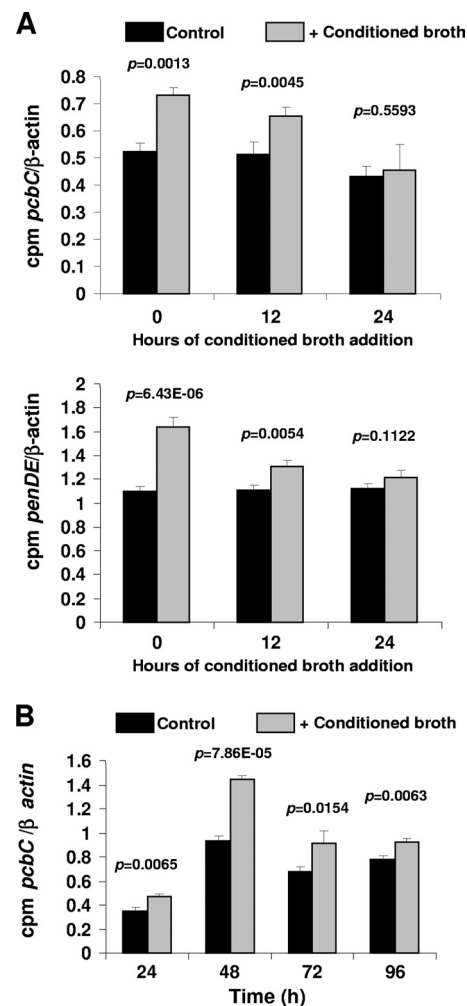 A
Control
+ Conditioned broth
cpm pcbC/β-actin
0.8
0.7
0.6
0.5
0.4
0.3
0.2
0.1
0
p=0.0013
p=0.0045
p=0.5593
0 12 24
Hours of conditioned broth addition
cpm penDE/β-actin
2
1.8
1.6
1.4
1.2
1
0.8
0.6
0.4
0.2
0
p=6.43E-06
p=0.0054
p=0.1122
0 12 24
Hours of conditioned broth addition
B
Control
+ Conditioned broth
cpm pcbC /β actin
1.6
1.4
1.2
1
0.8
0.6
0.4
0.2
0
p=0.0065
p=7.86E-05
p=0.0154
p=0.0063
24 48 72 96
Time (h)